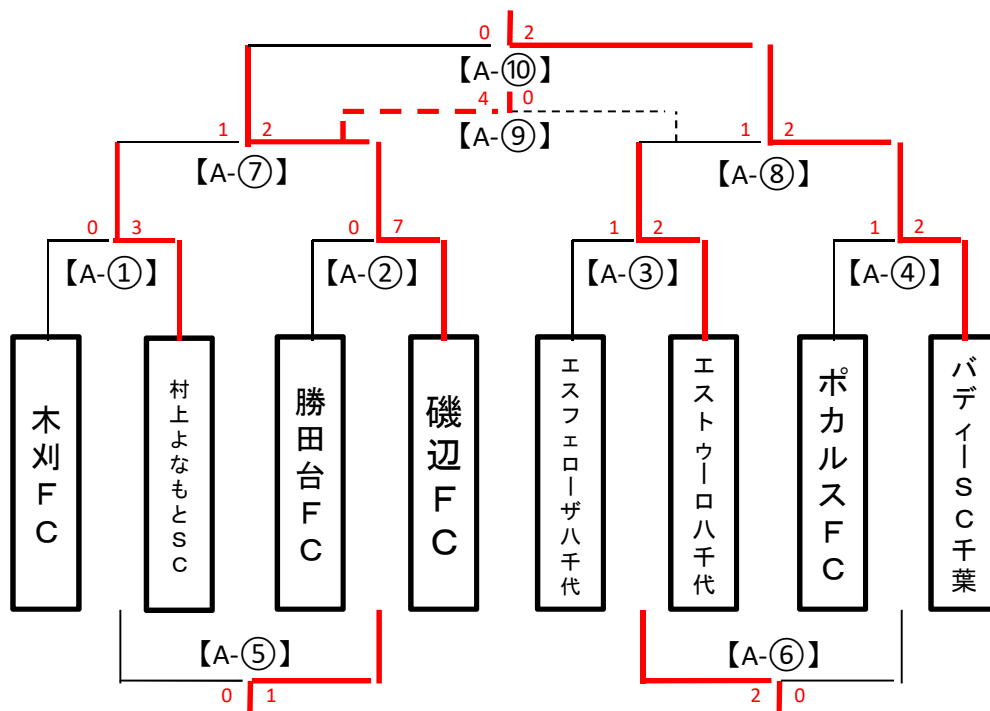 0 2
【A-⑩】
4 0
【A-⑨】
1 2
【A-⑦】
1 2
【A-⑧】
0 3
【A-①】
0 7
【A-②】
1 2
【A-③】
1 2
【A-④】
木刈FC
村上よなもとSC
勝田台FC
磯辺FC
エスフェローザ八千代
エストゥーロ八千代
ポカルスFC
バディーSC千葉
【A-⑤】
0 1
【A-⑥】
2 0